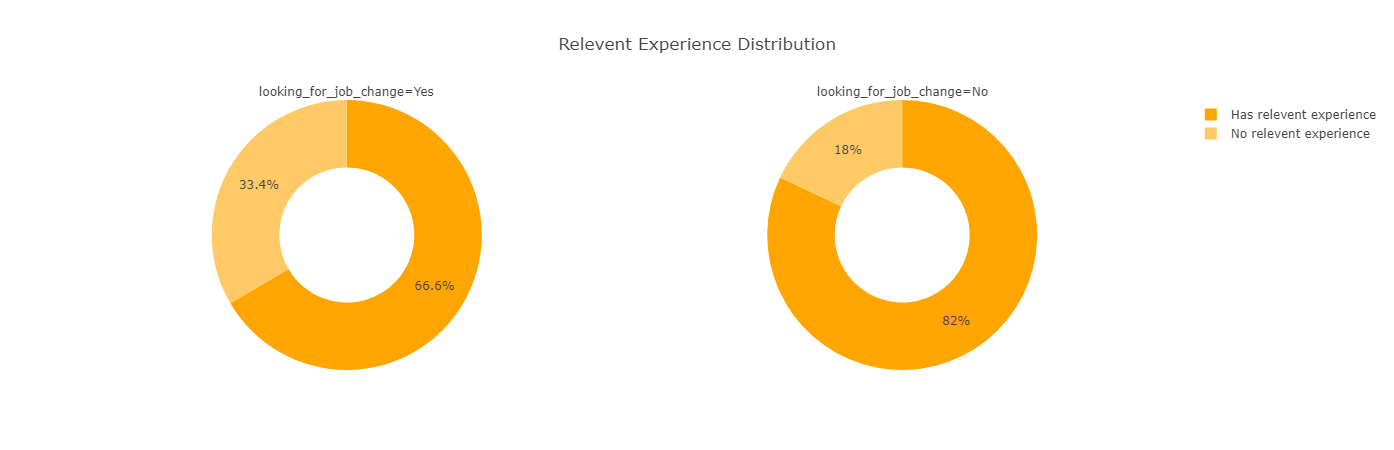 Relevent Experience Distribution
looking_for_job_change=Yes
looking_for_job_change=No
Has relevent experience
No relevent experience
33.4%
66.6%
18%
82%